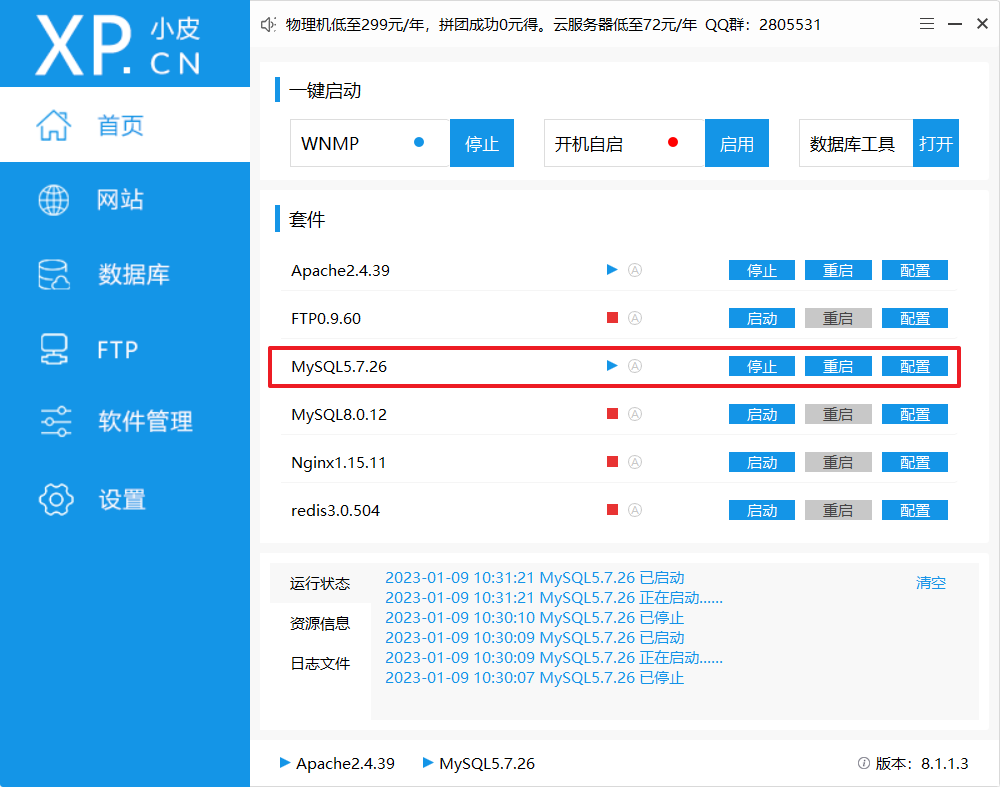 XP.小皮CN
物理机低至299元/年，拼团成功0元得。云服务器低至72元/年 QQ群：2805531
首页
网站
数据库
FTP
软件管理
设置
一键启动
WNMP 停止 开机自启 启用 数据库工具 打开
套件
Apache2.4.39 Ⓐ 停止 重启 配置
FTP0.9.60 Ⓐ 启动 重启 配置
MySQL5.7.26 Ⓐ 停止 重启 配置
MySQL8.0.12 Ⓐ 启动 重启 配置
Nginx1.15.11 Ⓐ 启动 重启 配置
redis3.0.504 Ⓐ 启动 重启 配置
运行状态
资源信息
日志文件
2023-01-09 10:31:21 MySQL5.7.26 已启动
2023-01-09 10:31:21 MySQL5.7.26 正在启动......
2023-01-09 10:30:10 MySQL5.7.26 已停止
2023-01-09 10:30:09 MySQL5.7.26 已启动
2023-01-09 10:30:09 MySQL5.7.26 正在启动......
2023-01-09 10:30:07 MySQL5.7.26 已停止
清空
Apache2.4.39 MySQL5.7.26 版本：8.1.1.3